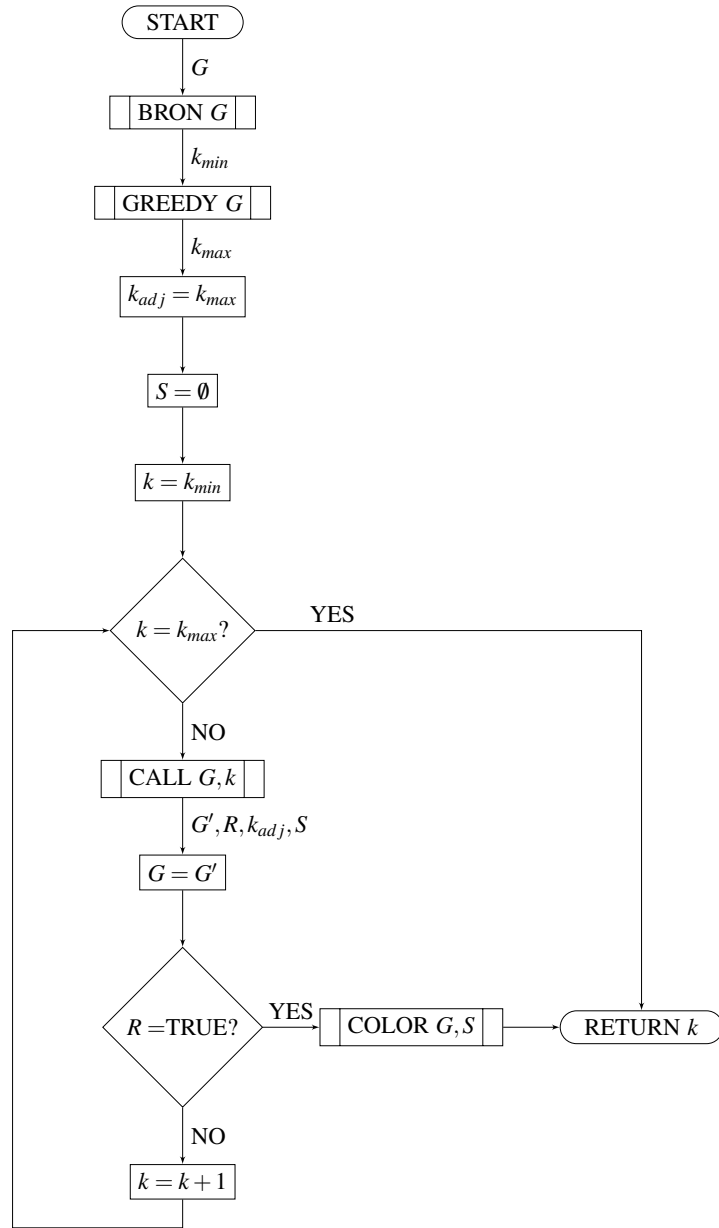 START
G
BRON G
k_min
GREEDY G
k_max
k_adj = k_max
S = ∅
k = k_min
k = k_max?
YES
NO
CALL G, k
G′, R, k_adj, S
G = G′
R =TRUE?
YES
COLOR G, S
RETURN k
NO
k = k + 1